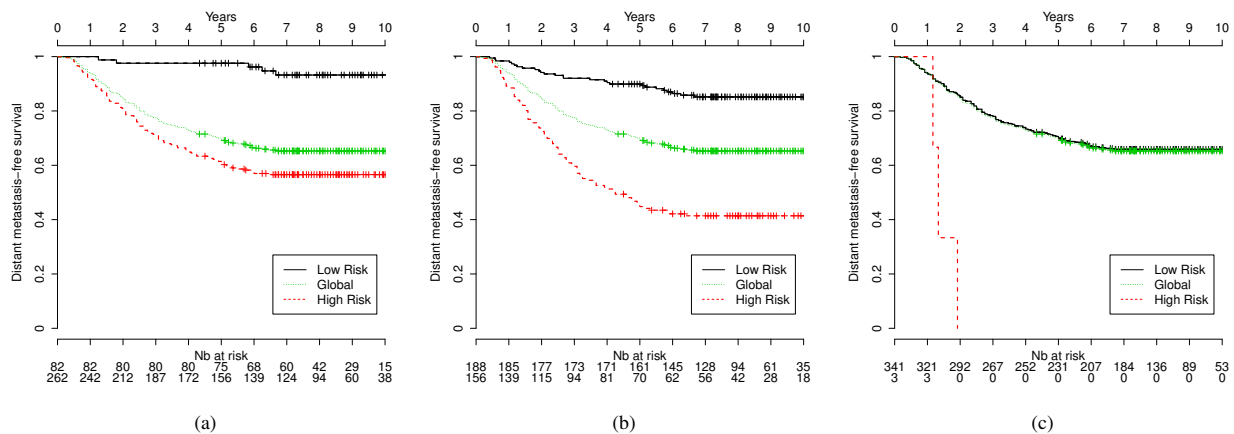 Years
0 1 2 3 4 5 6 7 8 9 10
Distant metastasis−free survival
1
0.8
0.6
0.4
0.2
0
Low Risk
Global
High Risk
Nb at risk
82 82 80 80 80 75 68 60 42 29 15
262 242 212 187 172 156 139 124 94 60 38
(a)
Years
0 1 2 3 4 5 6 7 8 9 10
Distant metastasis−free survival
1
0.8
0.6
0.4
0.2
0
Low Risk
Global
High Risk
Nb at risk
188 185 177 173 171 161 145 128 94 61 35
156 139 115 94 81 70 62 56 42 28 18
(b)
Years
0 1 2 3 4 5 6 7 8 9 10
Distant metastasis−free survival
1
0.8
0.6
0.4
0.2
0
Low Risk
Global
High Risk
Nb at risk
341 321 292 267 252 231 207 184 136 89 53
3 3 0 0 0 0 0 0 0 0 0
(c)